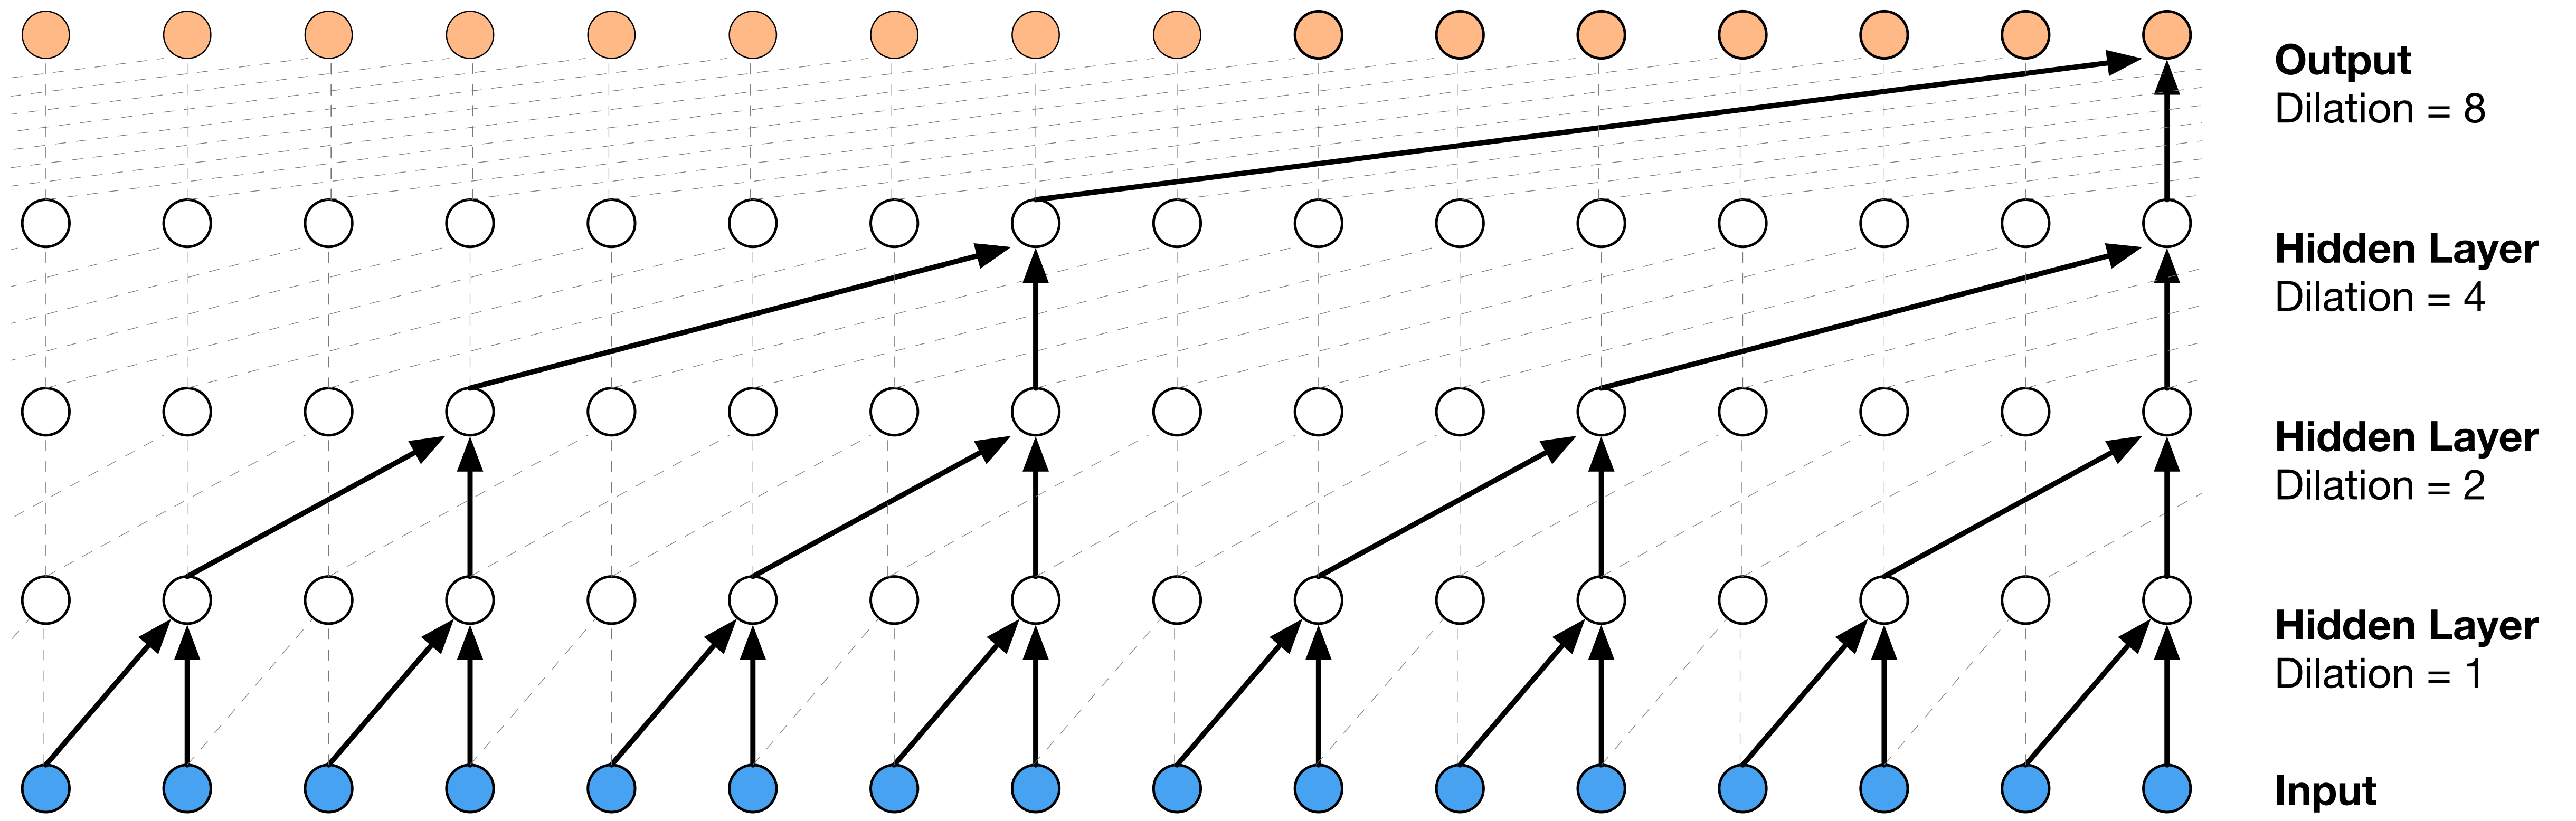 Output
Dilation = 8
Hidden Layer
Dilation = 4
Hidden Layer
Dilation = 2
Hidden Layer
Dilation = 1
Input